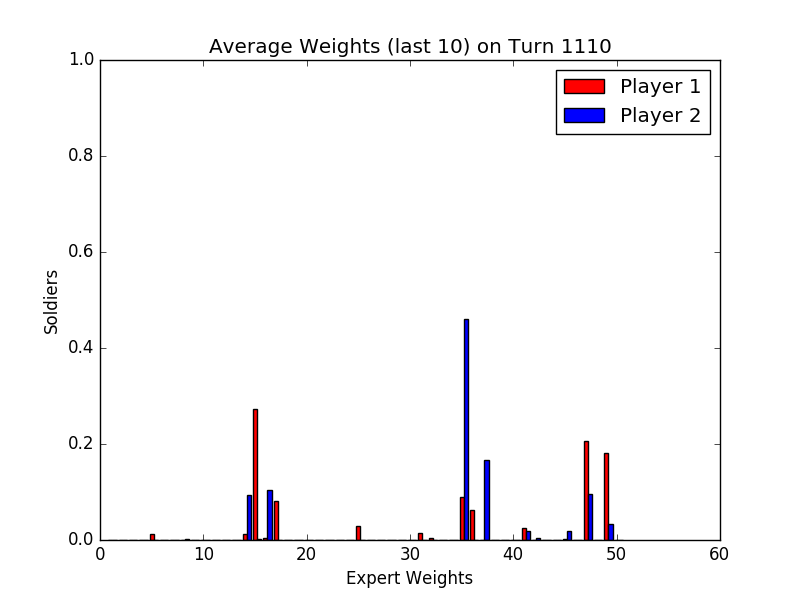 Average Weights (last 10) on Turn 1110
1.0
0.8
0.6
0.4
0.2
0.0
Soldiers
Player 1
Player 2
0 10 20 30 40 50 60
Expert Weights